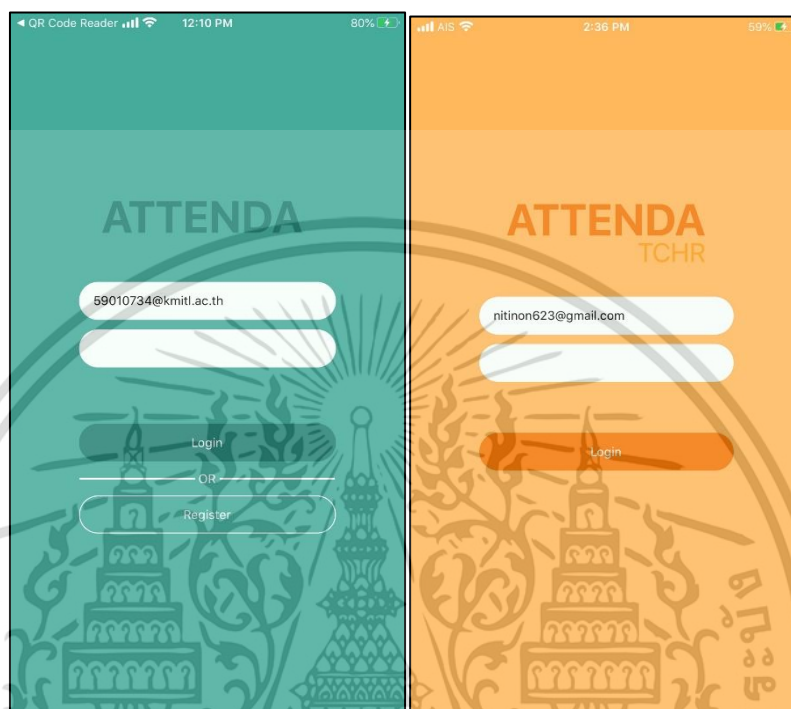 QR Code Reader 12:10 PM 80%
ATTENDA
59010734@kmitl.ac.th
Login
OR
Register
AIS 2:36 PM 59%
ATTENDA
TCHR
nitinon623@gmail.com
Login